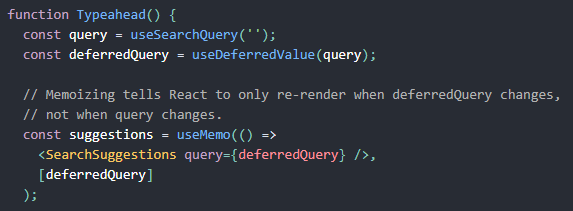 function Typeahead() {
  const query = useSearchQuery('');
  const deferredQuery = useDeferredValue(query);

  // Memoizing tells React to only re-render when deferredQuery changes,
  // not when query changes.
  const suggestions = useMemo(() =>
    <SearchSuggestions query={deferredQuery} />,
    [deferredQuery]
  );